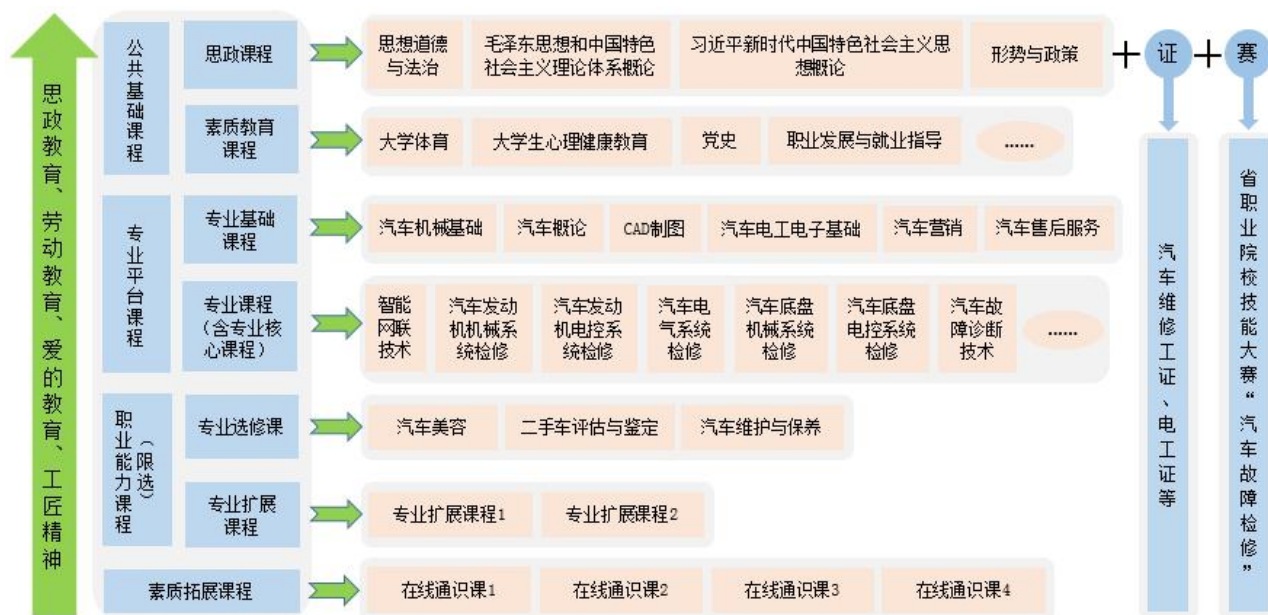 思政教育、劳动教育、爱的教育、工匠精神
公共基础课程
思政课程
思想道德
与法治
毛泽东思想和中国特色
社会主义理论体系概论
习近平新时代中国特色社会主义思
想概论
形势与政策
+
证
+
赛
素质教育
课程
大学体育
大学生心理健康教育
党史
职业发展与就业指导
......
专业平台课程
专业基础
课程
汽车机械基础
汽车概论
CAD制图
汽车电工电子基础
汽车营销
汽车售后服务
专业课程
(含专业核
心课程)
智能
网联
技术
汽车发动
机机械系
统检修
汽车发动
机电控系
统检修
汽车电
气系统
检修
汽车底盘
机械系统
检修
汽车底盘
电控系统
检修
汽车故
障诊断
技术
......
职业能力课程
(限选)
专业选修课
汽车美容
二手车评估与鉴定
汽车维护与保养
专业扩展
课程
专业扩展课程1
专业扩展课程2
素质拓展课程
在线通识课1
在线通识课2
在线通识课3
在线通识课4
汽车维修工证、电工证等
省职业院校技能大赛“汽车故障检修”